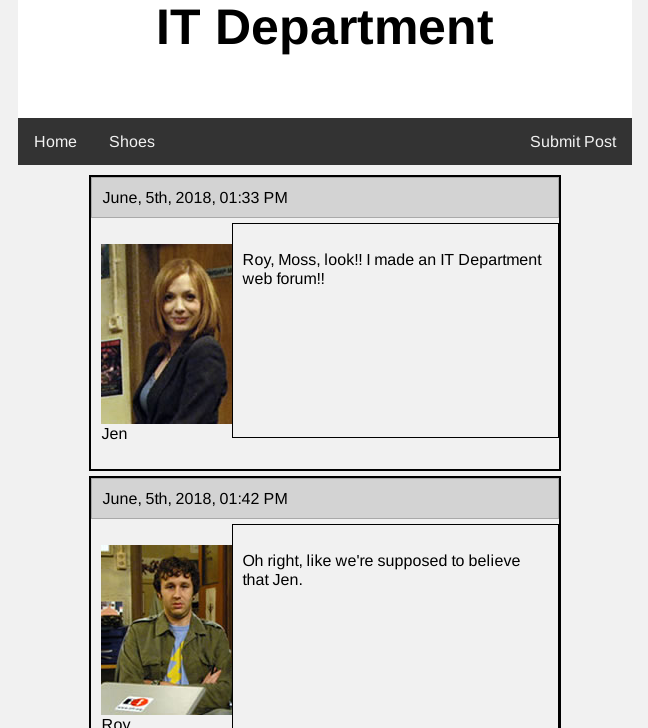 IT Department
Home Shoes Submit Post
June, 5th, 2018, 01:33 PM
Roy, Moss, look!! I made an IT Department
web forum!!
Jen
June, 5th, 2018, 01:42 PM
Oh right, like we're supposed to believe
that Jen.
Roy